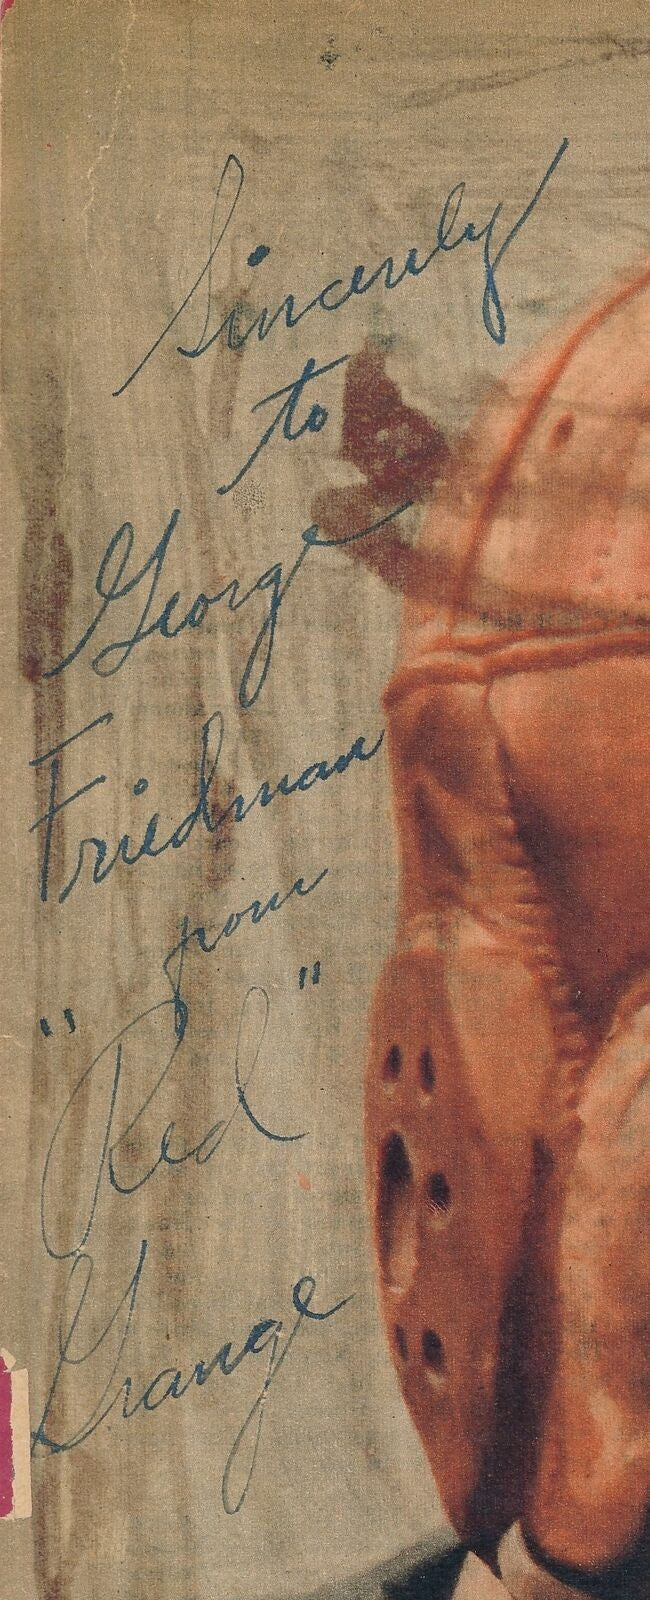 Sincerely
to
George
Friedman
from
"Red"
Grange